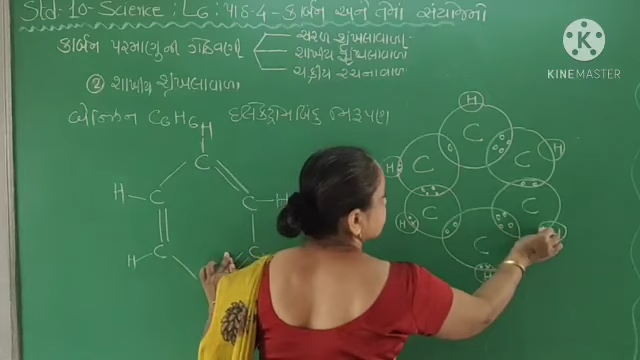 Std-10-Science : L6 : પાઠ-4 - કાર્બન અને તેનાં સંયોજનો
કાર્બન પરમાણુની ગોઠવણી
સરળ શૃંખલાવાળા
શાખીય શૃંખલાવાળા
ચક્રીય રચનાવાળા
② શાખીય શૃંખલાવાળા
બેન્ઝિન C6H6 ઇલેક્ટ્રોન બિંદુ નિરૂપણ
H
C
H C C H
H C C
H
C H
C C
H H
C C
H H
C
H
K
KINEMASTER